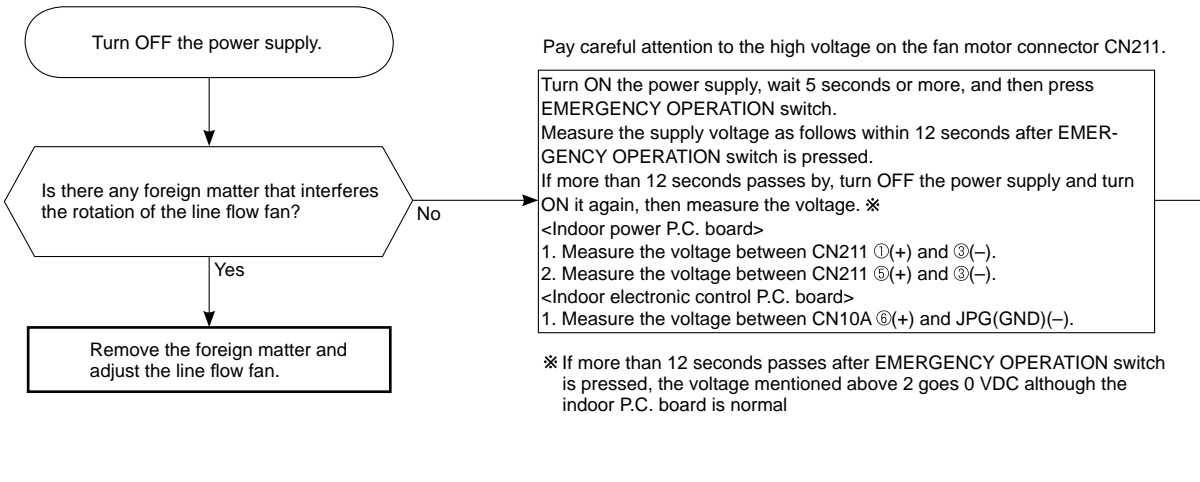 Turn OFF the power supply.
Is there any foreign matter that interferes
the rotation of the line flow fan?
No
Yes
Remove the foreign matter and
adjust the line flow fan.
Pay careful attention to the high voltage on the fan motor connector CN211.
Turn ON the power supply, wait 5 seconds or more, and then press
EMERGENCY OPERATION switch.
Measure the supply voltage as follows within 12 seconds after EMER-
GENCY OPERATION switch is pressed.
If more than 12 seconds passes by, turn OFF the power supply and turn
ON it again, then measure the voltage. ※
<Indoor power P.C. board>
1. Measure the voltage between CN211 ①(+) and ③(–).
2. Measure the voltage between CN211 ⑤(+) and ③(–).
<Indoor electronic control P.C. board>
1. Measure the voltage between CN10A ⑥(+) and JPG(GND)(–).
※ If more than 12 seconds passes after EMERGENCY OPERATION switch
is pressed, the voltage mentioned above 2 goes 0 VDC although the
indoor P.C. board is normal